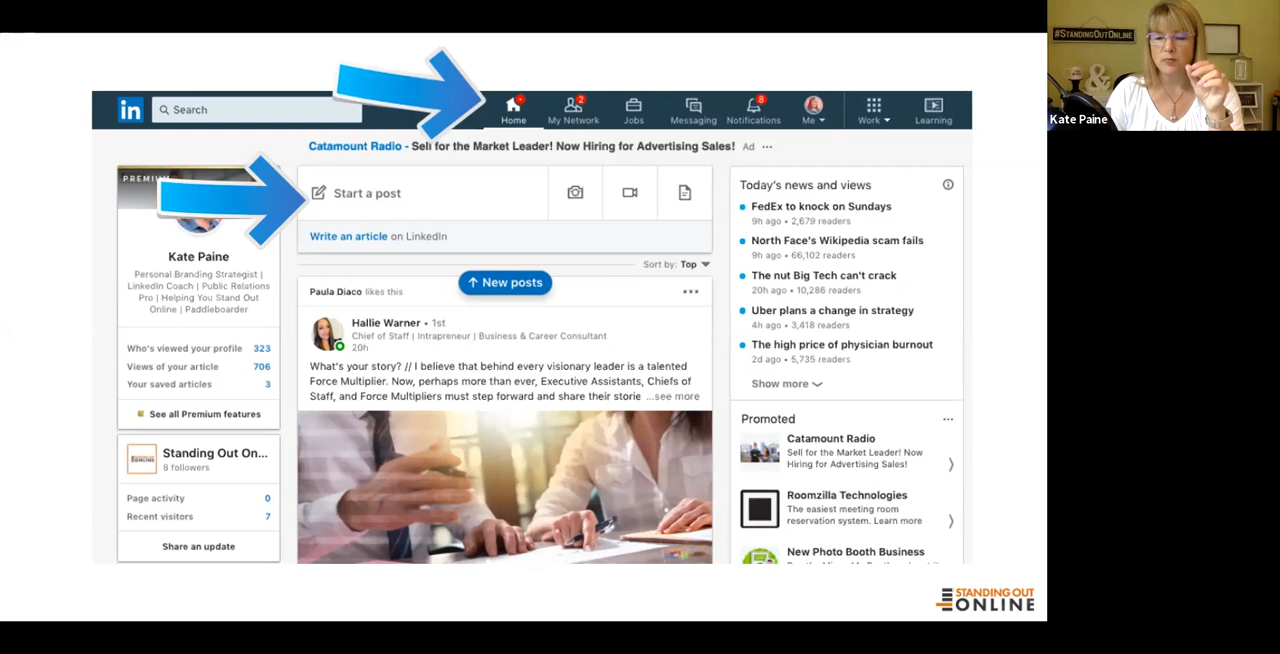 in
Search
Home
My Network
2
Jobs
Messaging
Notifications
8
Me
Work
Learning
#STANDINGOUTONLINE
Kate Paine
Catamount Radio - Sell for the Market Leader! Now Hiring for Advertising Sales! Ad
PREMIUM
Kate Paine
Personal Branding Strategist |
LinkedIn Coach | Public Relations
Pro | Helping You Stand Out
Online | Paddleboarder
Who's viewed your profile 323
Views of your article 706
Your saved articles 3
See all Premium features
Standing Out On...
8 followers
Page activity 0
Recent visitors 7
Share an update
Start a post
Write an article on LinkedIn
Sort by: Top
New posts
Paula Diaco likes this
Hallie Warner • 1st
Chief of Staff | Intrapreneur | Business & Career Consultant
20h
What's your story? // I believe that behind every visionary leader is a talented
Force Multiplier. Now, perhaps more than ever, Executive Assistants, Chiefs of
Staff, and Force Multipliers must step forward and share their storie ...see more
Today's news and views
FedEx to knock on Sundays
9h ago • 2,679 readers
North Face's Wikipedia scam fails
9h ago • 66,102 readers
The nut Big Tech can't crack
20h ago • 10,286 readers
Uber plans a change in strategy
4h ago • 3,418 readers
The high price of physician burnout
2d ago • 5,735 readers
Show more
Promoted
Catamount Radio
Sell for the Market Leader! Now
Hiring for Advertising Sales!
Roomzilla Technologies
The easiest meeting room
reservation system. Learn more
New Photo Booth Business
STANDING OUT
ONLINE